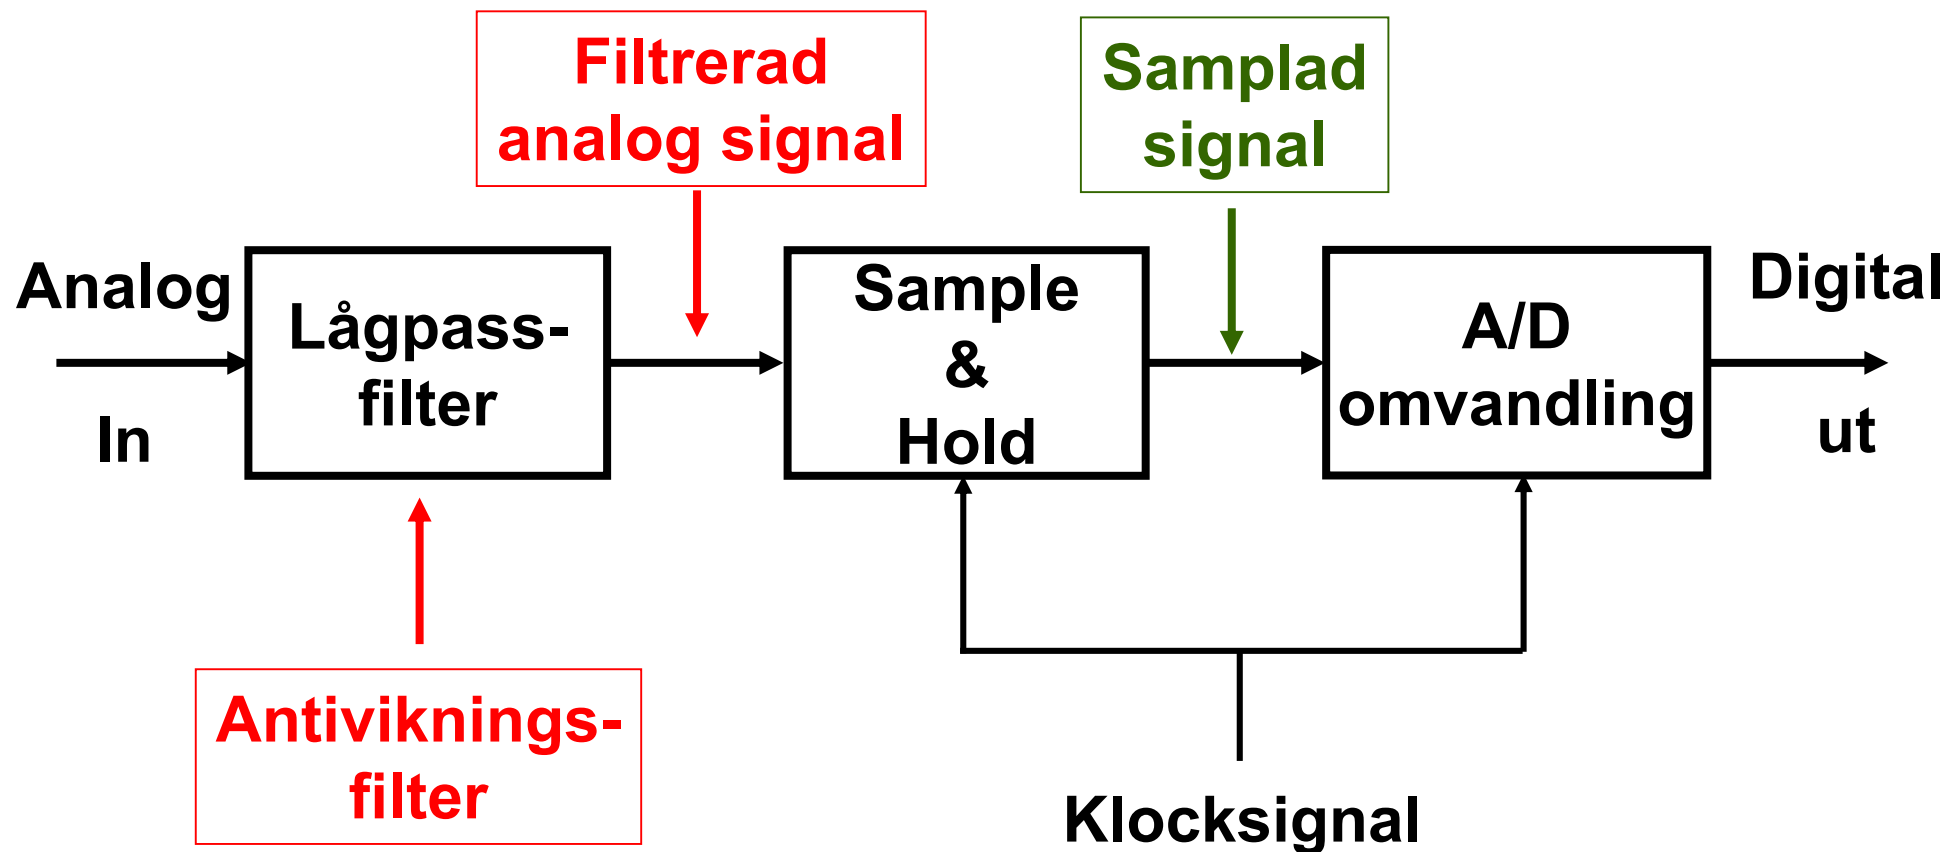 Filtrerad
analog signal
Samplad
signal
Analog
In
Lågpass-
filter
Sample
&
Hold
A/D
omvandling
Digital
ut
Antiviknings-
filter
Klocksignal